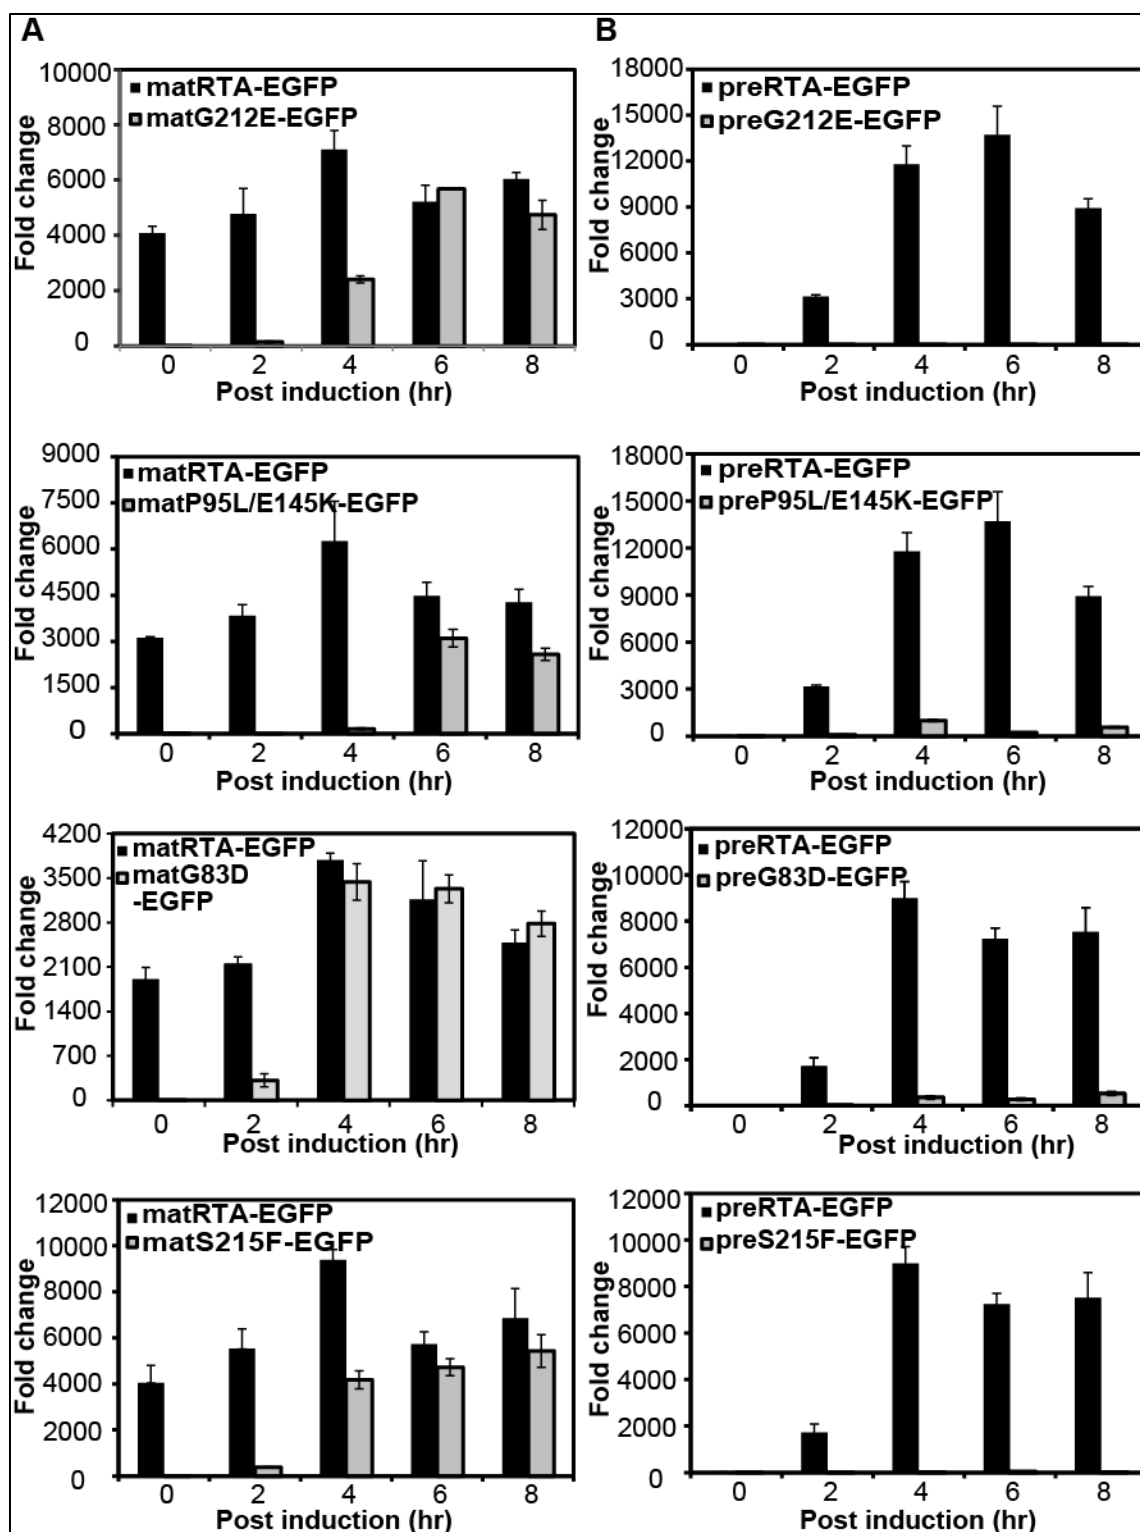 A
10000
8000
6000
4000
2000
0
Fold change
matRTA-EGFP
matG212E-EGFP
0 2 4 6 8
Post induction (hr)
9000
7500
6000
4500
3000
1500
0
Fold change
matRTA-EGFP
matP95L/E145K-EGFP
0 2 4 6 8
Post induction (hr)
4200
3500
2800
2100
1400
700
0
Fold change
matRTA-EGFP
matG83D
-EGFP
0 2 4 6 8
Post induction (hr)
12000
10000
8000
6000
4000
2000
0
Fold change
matRTA-EGFP
matS215F-EGFP
0 2 4 6 8
Post induction (hr)
B
18000
15000
12000
9000
6000
3000
0
Fold change
preRTA-EGFP
preG212E-EGFP
0 2 4 6 8
Post induction (hr)
18000
15000
12000
9000
6000
3000
0
Fold change
preRTA-EGFP
preP95L/E145K-EGFP
0 2 4 6 8
Post induction (hr)
12000
10000
8000
6000
4000
2000
0
Fold change
preRTA-EGFP
preG83D-EGFP
0 2 4 6 8
Post induction (hr)
12000
10000
8000
6000
4000
2000
0
Fold change
preRTA-EGFP
preS215F-EGFP
0 2 4 6 8
Post induction (hr)